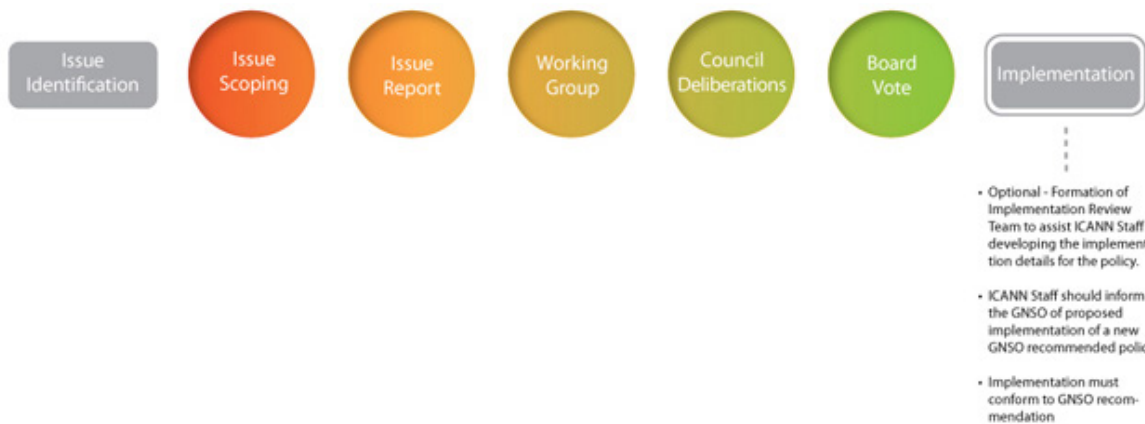 Issue
Identification
Issue
Scoping
Issue
Report
Working
Group
Council
Deliberations
Board
Vote
Implementation
• Optional - Formation of
Implementation Review
Team to assist ICANN Staff
developing the implement
tion details for the policy.
• ICANN Staff should inform
the GNSO of proposed
implementation of a new
GNSO recommended polic
• Implementation must
conform to GNSO recom-
mendation